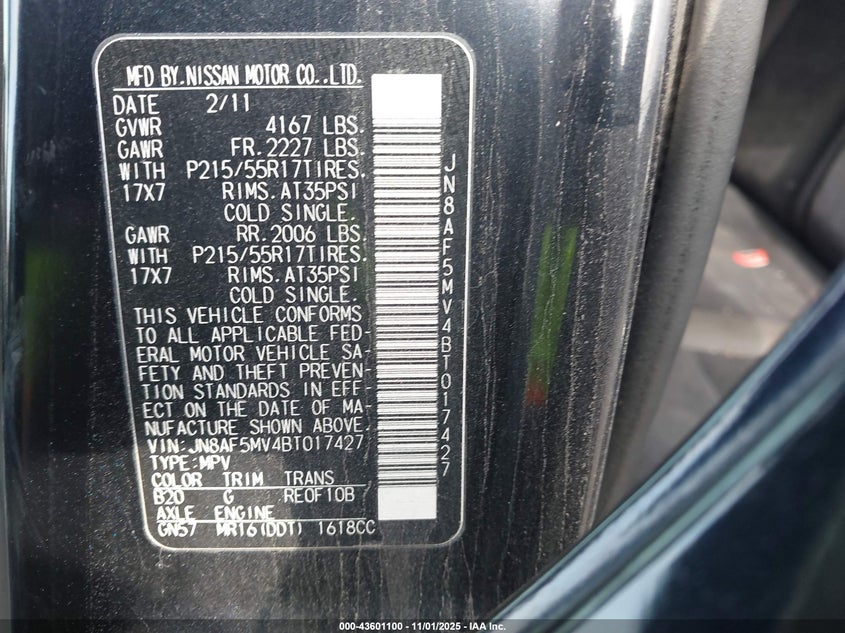 MFD BY.NISSAN MOTOR CO.,LTD.
DATE 2/11
GVWR 4167 LBS.
GAWR FR.2227 LBS.
WITH P215/55R17TIRES.
17X7 RIMS.AT35PSI
COLD SINGLE.
GAWR RR.2006 LBS.
WITH P215/55R17TIRES.
17X7 RIMS.AT35PSI
COLD SINGLE.
THIS VEHICLE CONFORMS
TO ALL APPLICABLE FED-
ERAL MOTOR VEHICLE SA-
FETY AND THEFT PREVEN-
TION STANDARDS IN EFF-
ECT ON THE DATE OF MA-
NUFACTURE SHOWN ABOVE.
VIN:JN8AF5MV4BT017427
TYPE:MPV
COLOR TRIM TRANS
B20 G RE0F10B
AXLE ENGINE
GN57 MR16(DDT) 1618CC
JN8AF5MV4BT017427
000-43601100 - 11/01/2025 - IAA Inc.